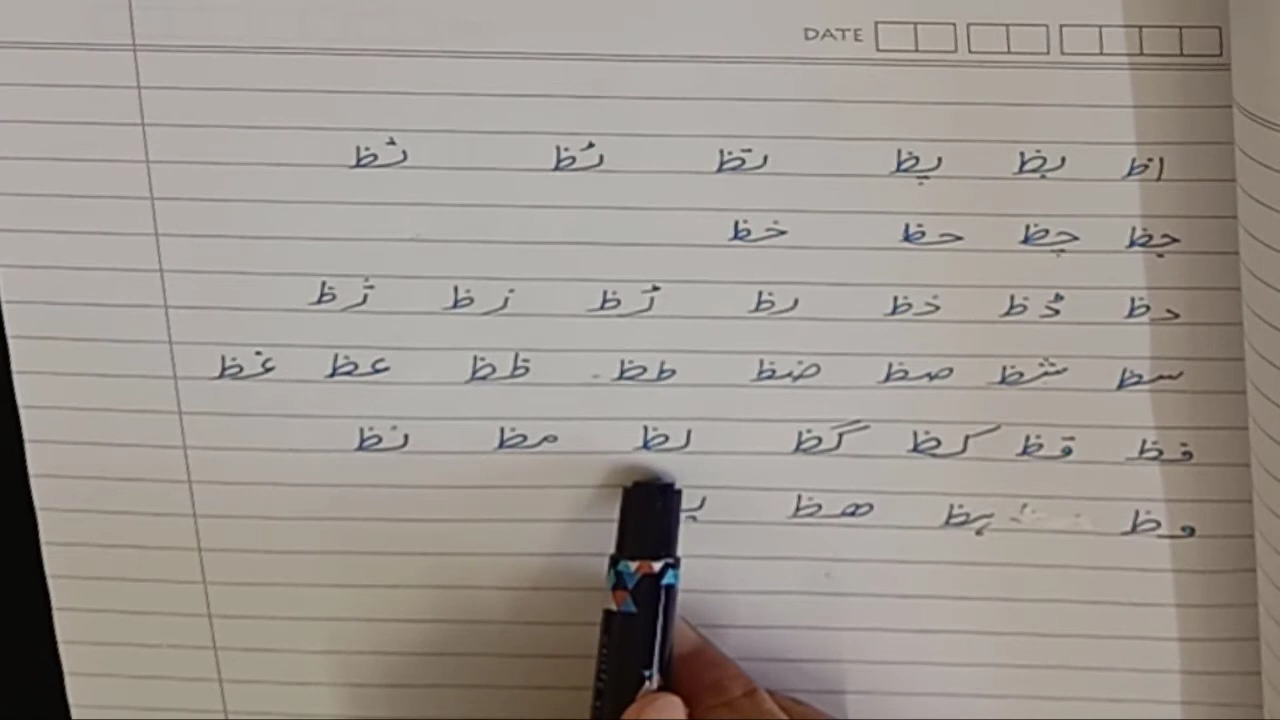 DATE
اظ بظ پظ تظ ٹظ ثظ
جظ چظ حظ خظ
دظ ڈظ ذظ رظ ڑظ زظ ژظ
سظ شظ صظ ضظ طظ ظظ عظ غظ
فظ قظ کظ گظ لظ مظ نظ
وظ ہظ ھظ